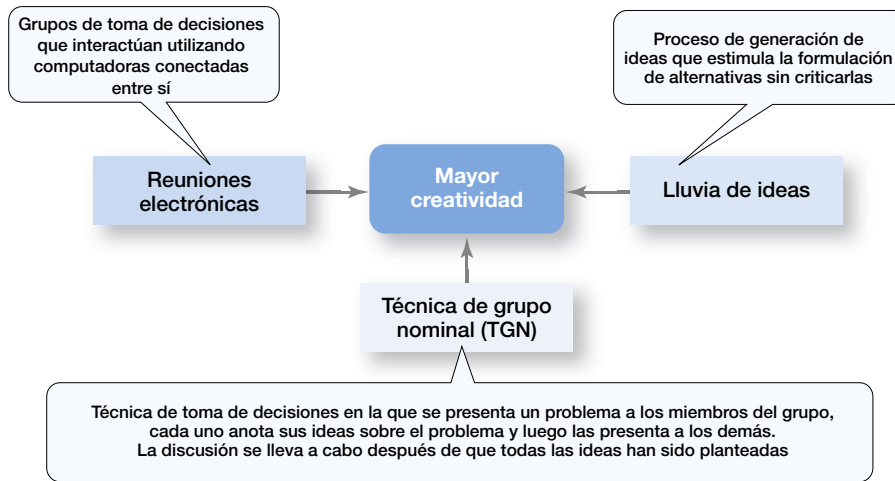 Grupos de toma de decisiones
que interactúan utilizando
computadoras conectadas
entre sí
Proceso de generación de
ideas que estimula la formulación
de alternativas sin criticarlas
Reuniones
electrónicas
Mayor
creatividad
Lluvia de ideas
Técnica de grupo
nominal (TGN)
Técnica de toma de decisiones en la que se presenta un problema a los miembros del grupo,
cada uno anota sus ideas sobre el problema y luego las presenta a los demás.
La discusión se lleva a cabo después de que todas las ideas han sido planteadas